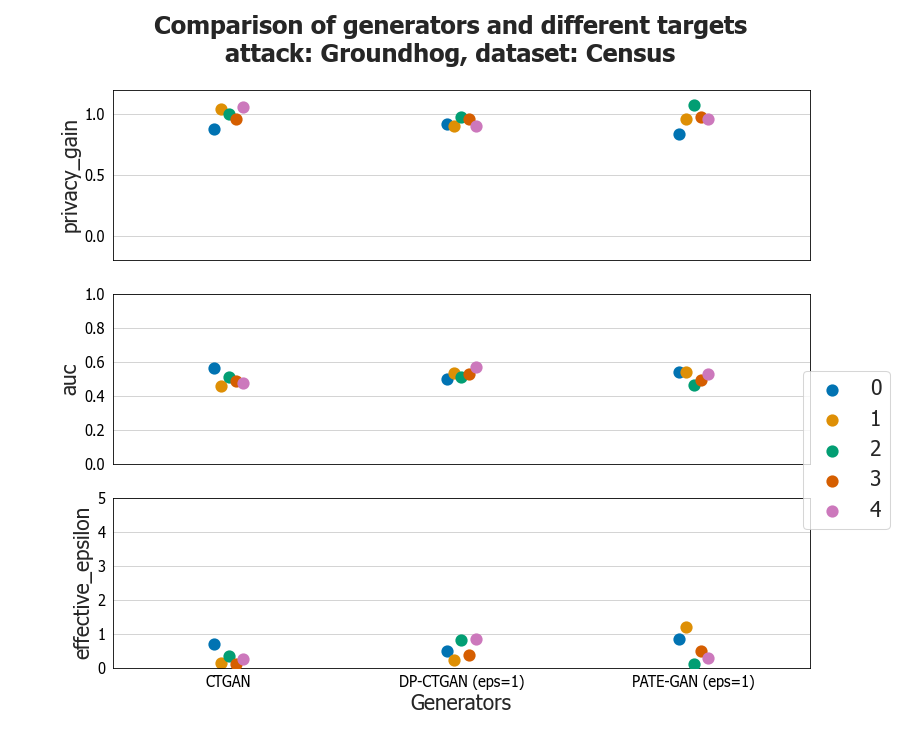 Comparison of generators and different targets
attack: Groundhog, dataset: Census
privacy_gain
1.0
0.5
0.0
auc
1.0
0.8
0.6
0.4
0.2
0.0
effective_epsilon
5
4
3
2
1
0
CTGAN
DP-CTGAN (eps=1)
PATE-GAN (eps=1)
Generators
0
1
2
3
4